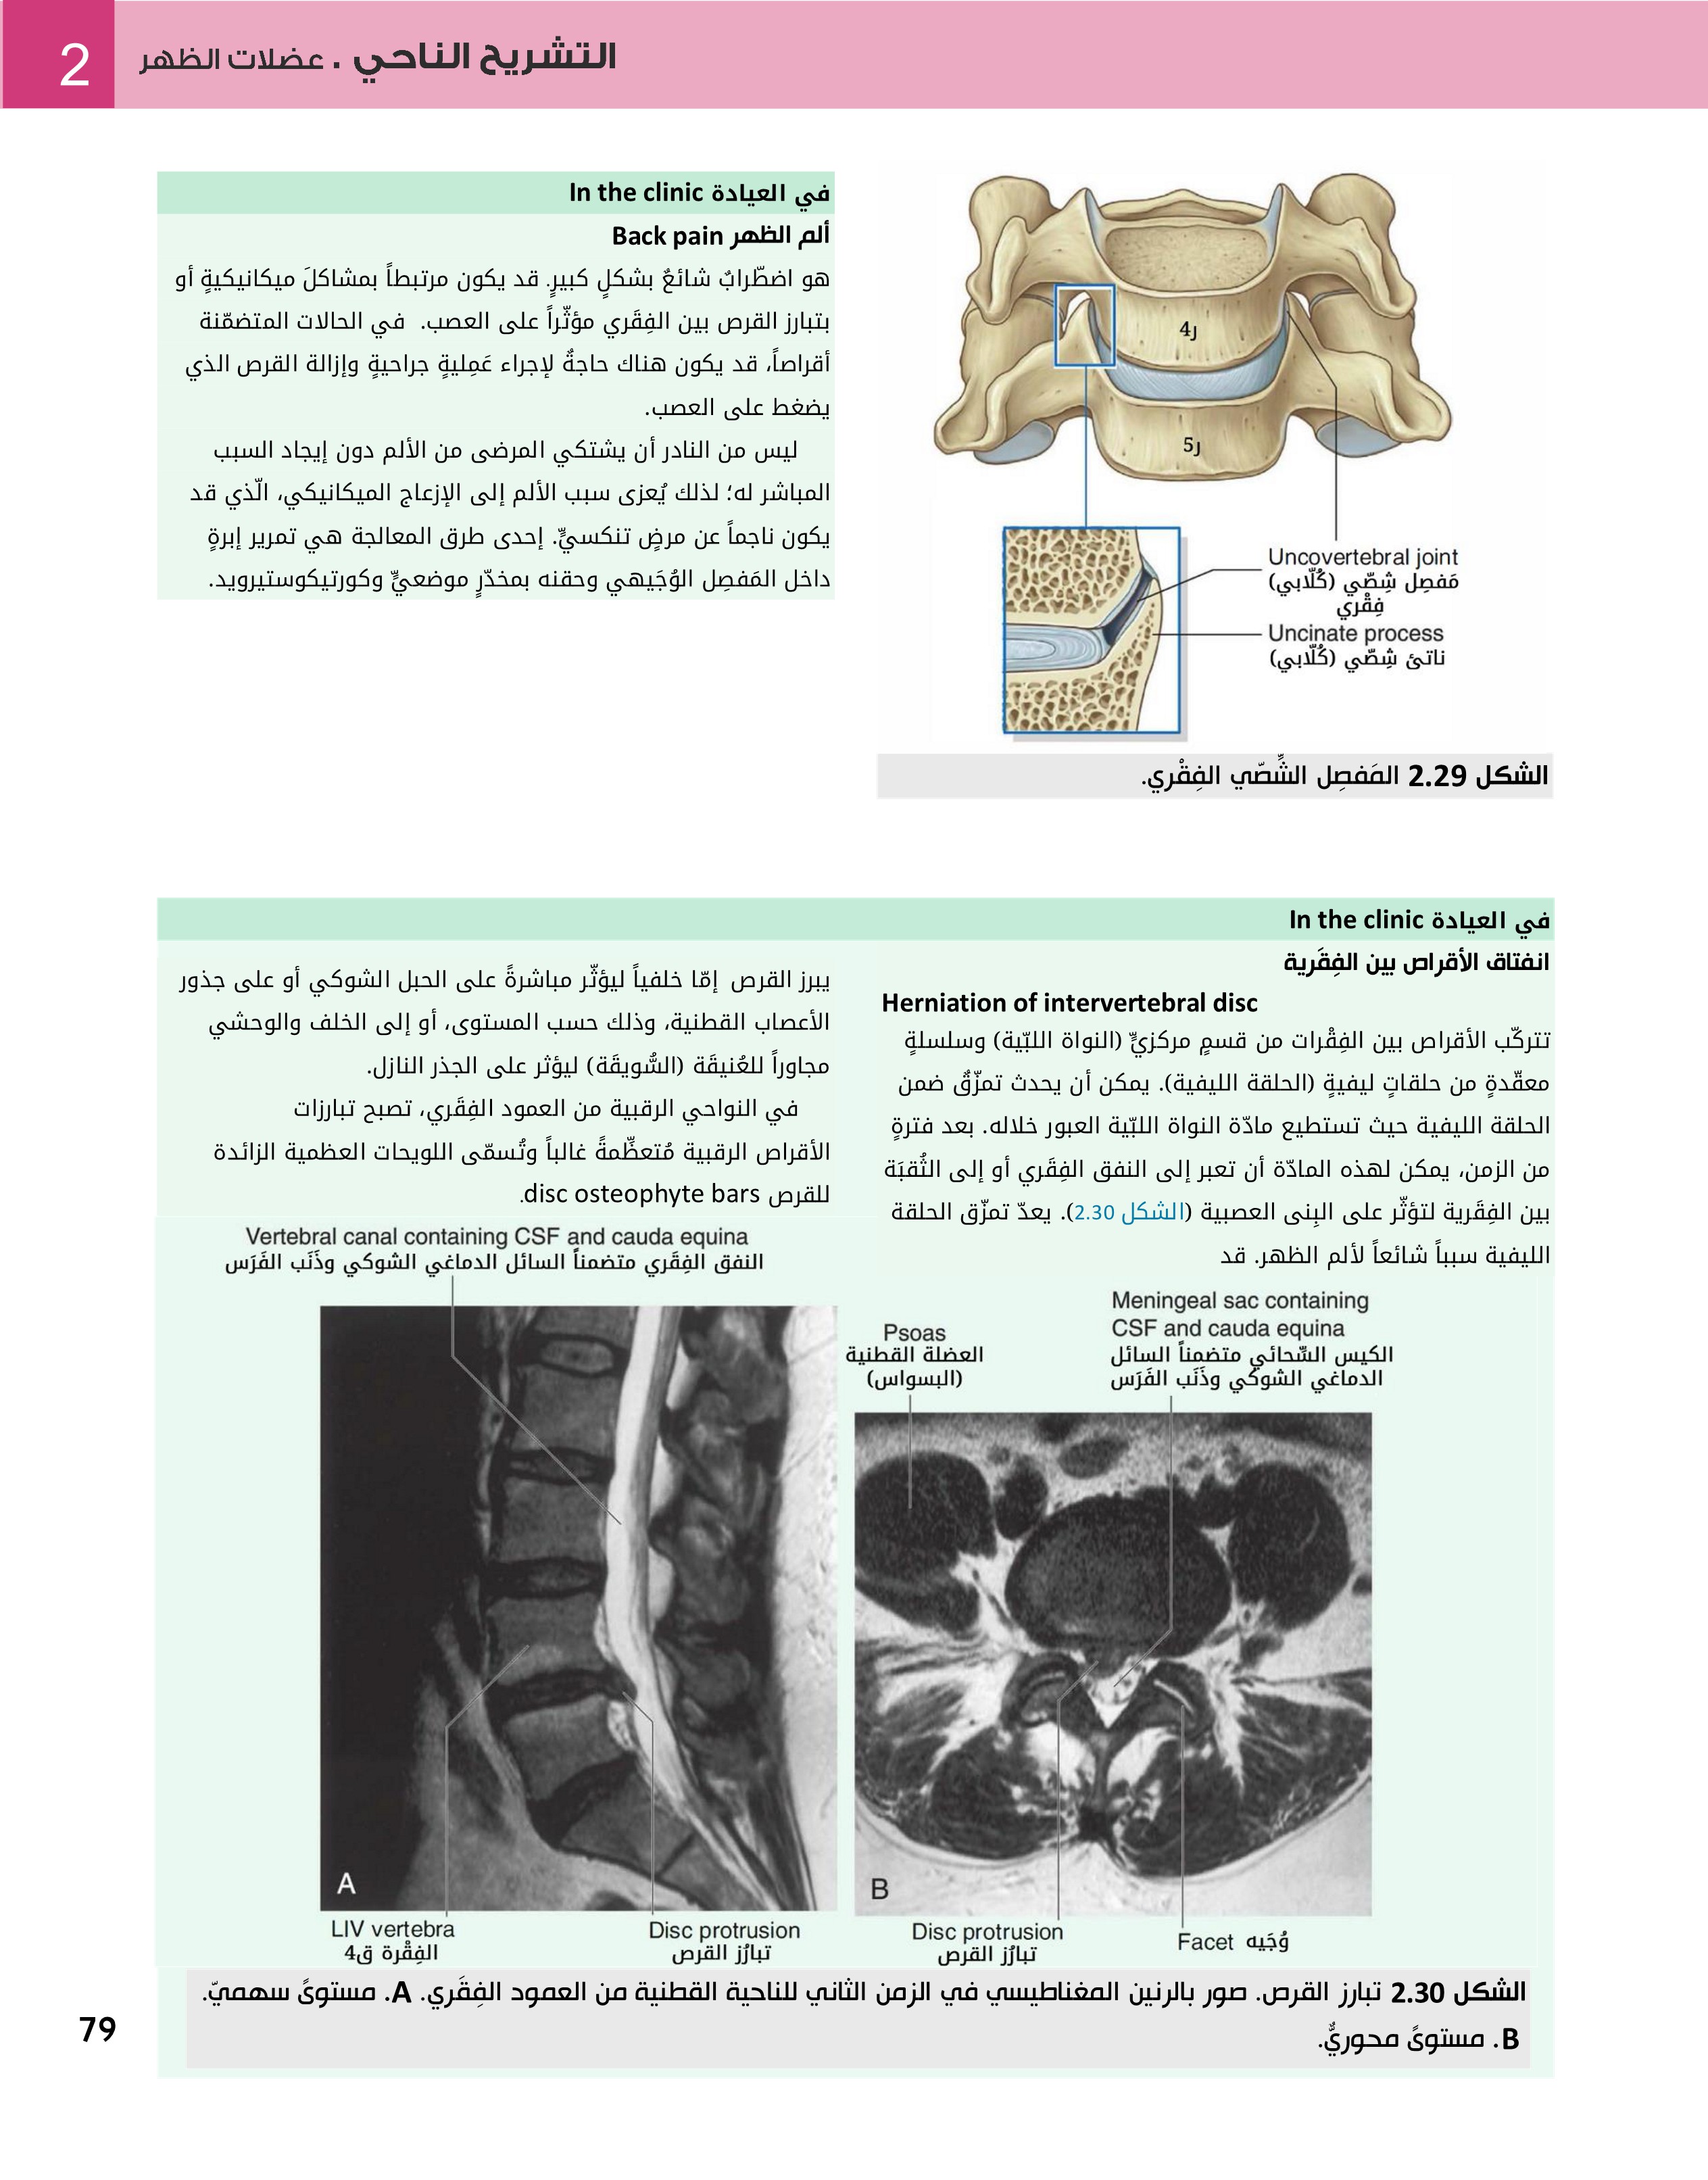 2
التشريح الناحي . عضلات الظهر
ر4
ر5
Uncovertebral joint
مَفصِل شِصّي (كُلّابي)
فِقْري
Uncinate process
ناتئ شِصّي (كُلّابي)
الشكل 2.29 المَفصِل الشِّصّي الفِقْري.
في العيادة In the clinic
ألم الظهر Back pain
هو اضطّرابٌ شائعٌ بشكلٍ كبيرٍ. قد يكون مرتبطاً بمشاكلَ ميكانيكيةٍ أو
بتبارز القرص بين الفِقَري مؤثّراً على العصب. في الحالات المتضمّنة
أقراصاً، قد يكون هناك حاجةٌ لإجراء عَمِليةٍ جراحيةٍ وإزالة القرص الذي
يضغط على العصب.
ليس من النادر أن يشتكي المرضى من الألم دون إيجاد السبب
المباشر له؛ لذلك يُعزى سبب الألم إلى الإزعاج الميكانيكي، الّذي قد
يكون ناجماً عن مرضٍ تنكسيٍّ. إحدى طرق المعالجة هي تمرير إبرةٍ
داخل المَفصِل الوُجَيهي وحقنه بمخدّرٍ موضعيٍّ وكورتيكوستيرويد.
في العيادة In the clinic
انفتاق الأقراص بين الفِقَرية
Herniation of intervertebral disc
تتركّب الأقراص بين الفِقْرات من قسمٍ مركزيٍّ (النواة اللبّية) وسلسلةٍ
معقّدةٍ من حلقاتٍ ليفيةٍ (الحلقة الليفية). يمكن أن يحدث تمزّقٌ ضمن
الحلقة الليفية حيث تستطيع مادّة النواة اللبّية العبور خلاله. بعد فترةٍ
من الزمن، يمكن لهذه المادّة أن تعبر إلى النفق الفِقَري أو إلى الثُقبَة
بين الفِقَرية لتؤثّر على البِنى العصبية (الشكل 2.30). يعدّ تمزّق الحلقة
الليفية سبباً شائعاً لألم الظهر. قد
يبرز القرص إمّا خلفياً ليؤثّر مباشرةً على الحبل الشوكي أو على جذور
الأعصاب القطنية، وذلك حسب المستوى، أو إلى الخلف والوحشي
مجاوراً للعُنيقَة (السُّويقَة) ليؤثر على الجذر النازل.
في النواحي الرقبية من العمود الفِقَري، تصبح تبارزات
الأقراص الرقبية مُتعظِّمةً غالباً وتُسمّى اللويحات العظمية الزائدة
للقرص disc osteophyte bars.
Vertebral canal containing CSF and cauda equina
النفق الفِقَري متضمناً السائل الدماغي الشوكي وذَنَب الفَرَس
Psoas
العضلة القطنية
(البسواس)
Meningeal sac containing
CSF and cauda equina
الكيس السِّحائي متضمناً السائل
الدماغي الشوكي وذَنَب الفَرَس
A
B
LIV vertebra
الفِقْرة ق4
Disc protrusion
تبارُز القرص
Disc protrusion
تبارُز القرص
Facet وُجَيه
الشكل 2.30 تبارز القرص. صور بالرنين المغناطيسي في الزمن الثاني للناحية القطنية من العمود الفِقَري. A. مستوىً سهميّ.
B. مستوىً محوريٌّ.
79